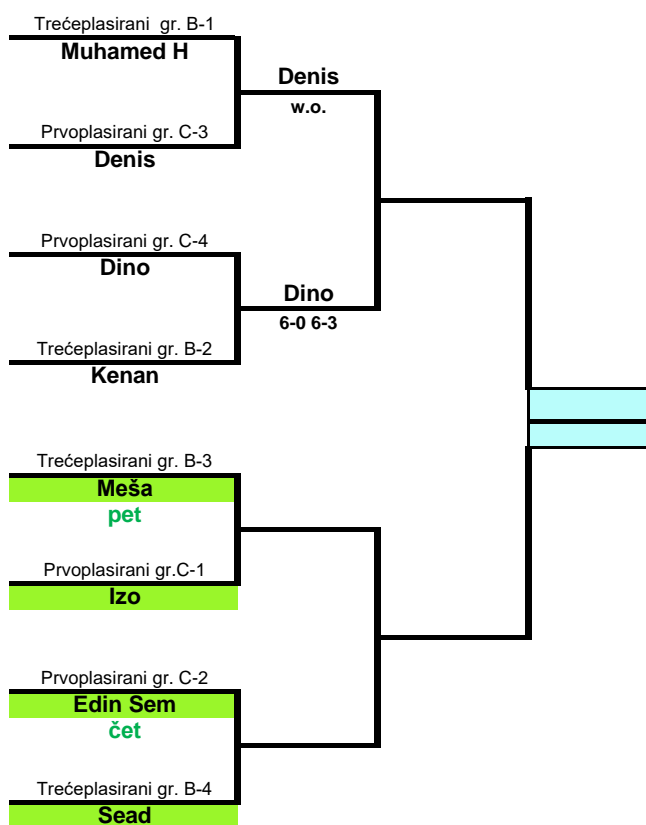 Trećeplasirani  gr. B-1
Muhamed H
Denis
w.o.
Prvoplasirani gr. C-3
Denis
Prvoplasirani gr. C-4
Dino
Dino
6-0 6-3
Trećeplasirani gr. B-2
Kenan
Trećeplasirani gr. B-3
Meša
pet
Prvoplasirani gr.C-1
Izo
Prvoplasirani gr. C-2
Edin Sem
čet
Trećeplasirani gr. B-4
Sead